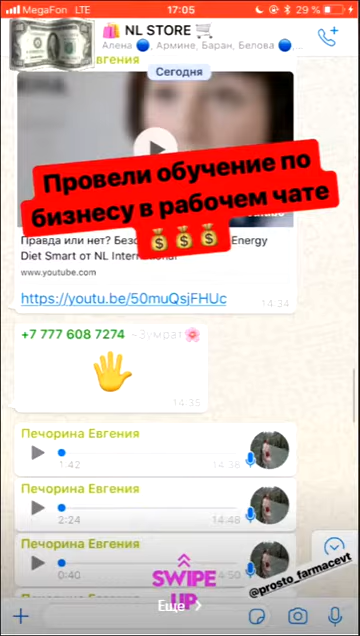 MegaFon LTE 17:05 29 %
🛍 NL STORE 🛒
Алена 🔵, Армине, Баран, Белова 🔵,...
вгения
Сегодня
Провели обучение по
бизнесу в рабочем чате
💰💰💰
Правда или нет? Energy
Diet Smart от NL
www.youtube.com
https://youtu.be/50muQsjFHUc
14:34
+7 777 608 7274 ~Зумрат🌸
🖐
14:35
Печорина Евгения
1:42 14:36
Печорина Евгения
2:24 14:48
Печорина Евгения
0:40 :50
@prosto_farmacevt
SWIPE
UP
Ещё